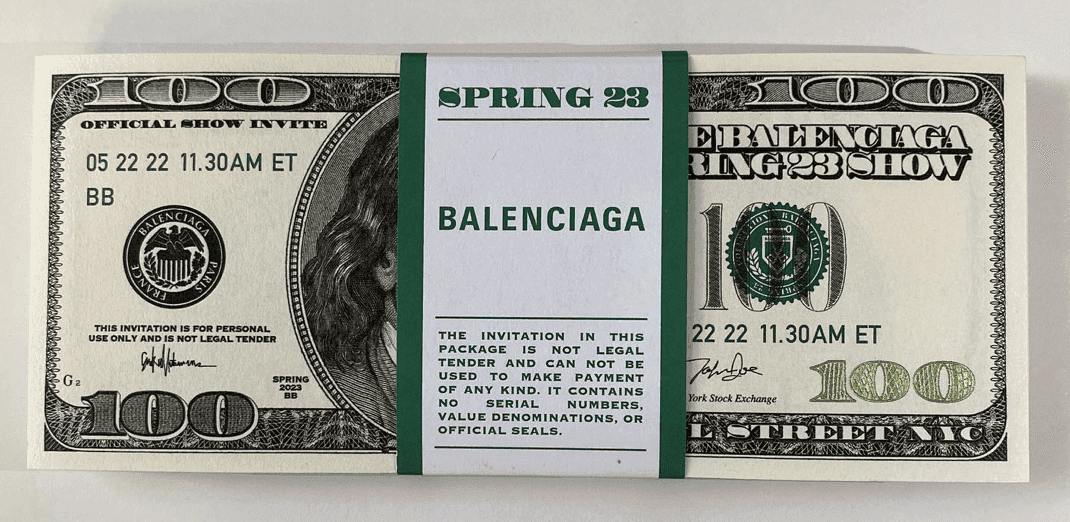 100
OFFICIAL SHOW INVITE
05 22 22 11.30AM ET
BB
BALENCIAGA
PARIS
FRANCE
THIS INVITATION IS FOR PERSONAL
USE ONLY AND IS NOT LEGAL TENDER
G2
SPRING
2023
BB
100
SPRING 23
BALENCIAGA
THE INVITATION IN THIS
PACKAGE IS NOT LEGAL
TENDER AND CAN NOT BE
USED TO MAKE PAYMENT
OF ANY KIND. IT CONTAINS
NO SERIAL NUMBERS,
VALUE DENOMINATIONS, OR
OFFICIAL SEALS.
100
E BALENCIAGA
RING 23 SHOW
100
22 22 11.30AM ET
York Stock Exchange
100
L STREET NYC